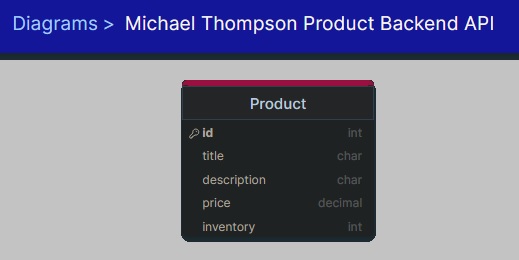 Diagrams > Michael Thompson Product Backend API
Product
id int
title char
description char
price decimal
inventory int